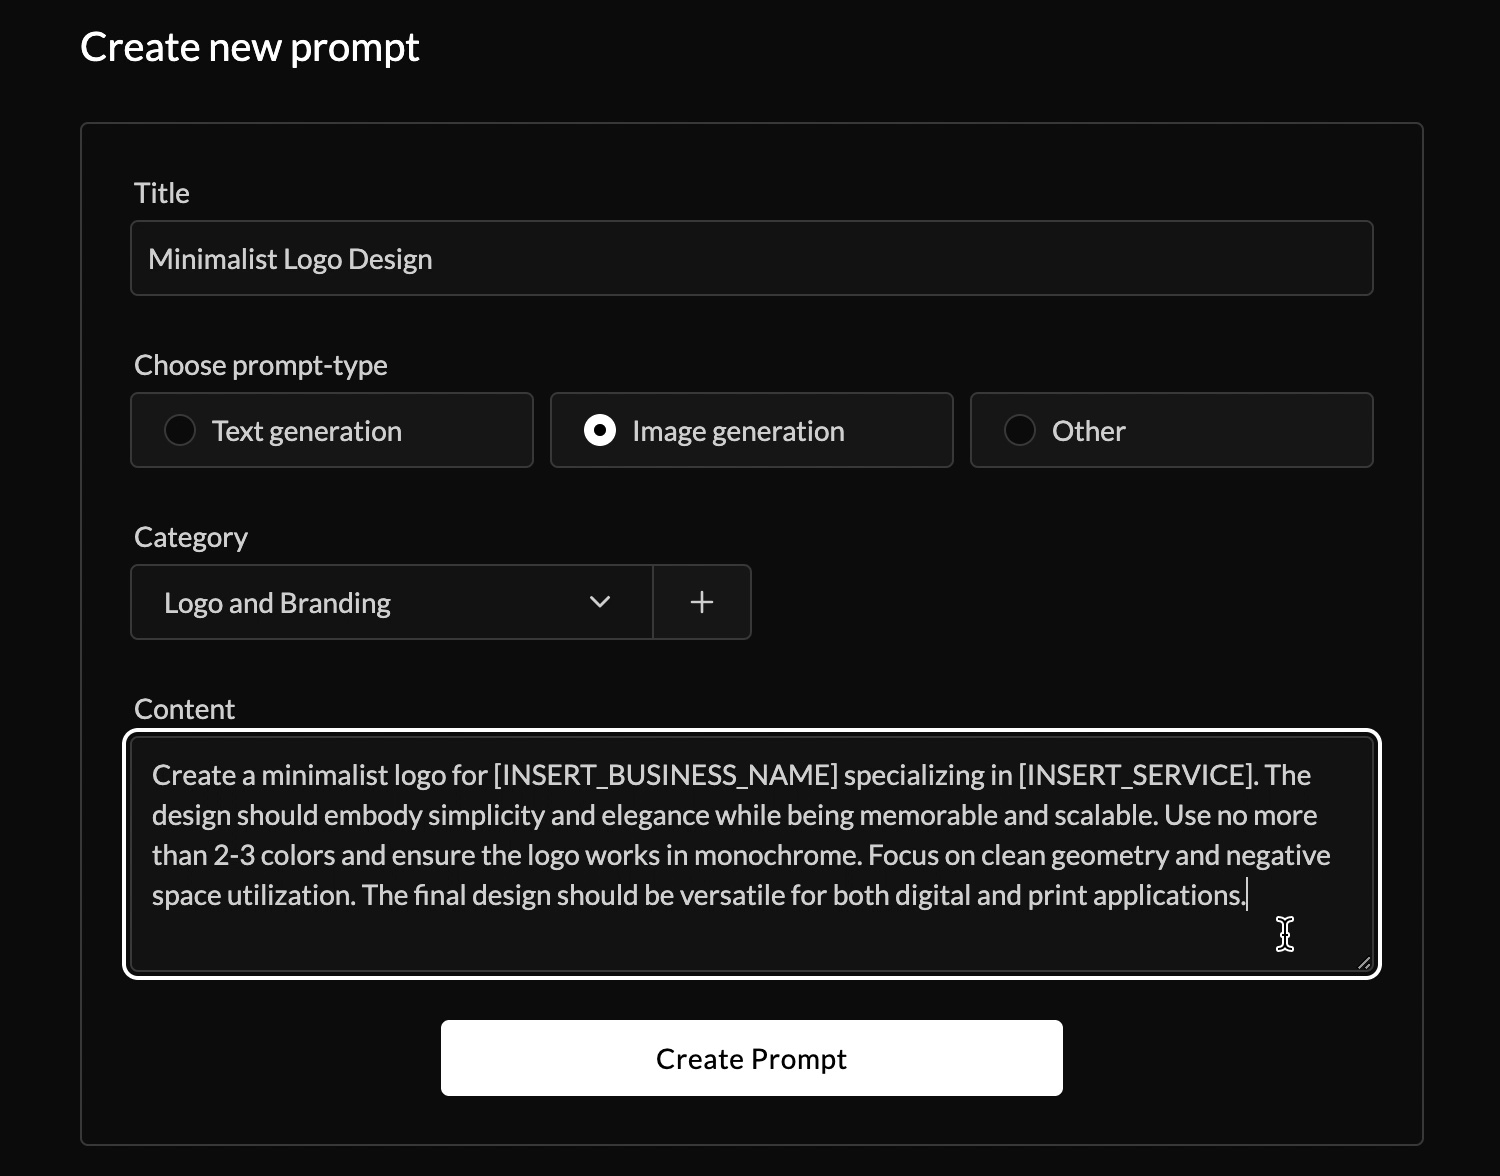 Create new prompt
Title
Minimalist Logo Design
Choose prompt-type
Text generation
Image generation
Other
Category
Logo and Branding
Content
Create a minimalist logo for [INSERT_BUSINESS_NAME] specializing in [INSERT_SERVICE]. The
design should embody simplicity and elegance while being memorable and scalable. Use no more
than 2-3 colors and ensure the logo works in monochrome. Focus on clean geometry and negative
space utilization. The final design should be versatile for both digital and print applications.
Create Prompt